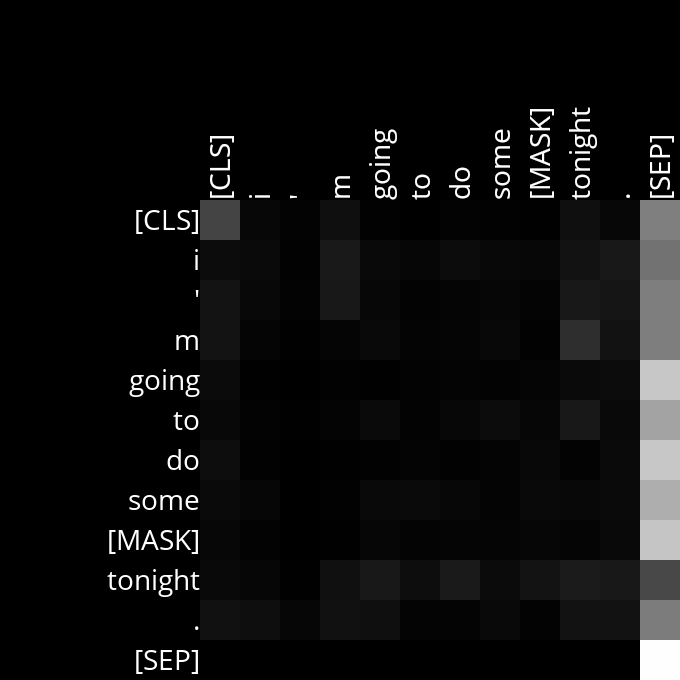 [CLS] i ' m going to do some [MASK] tonight . [SEP]
[CLS]
i
'
m
going
to
do
some
[MASK]
tonight
.
[SEP]